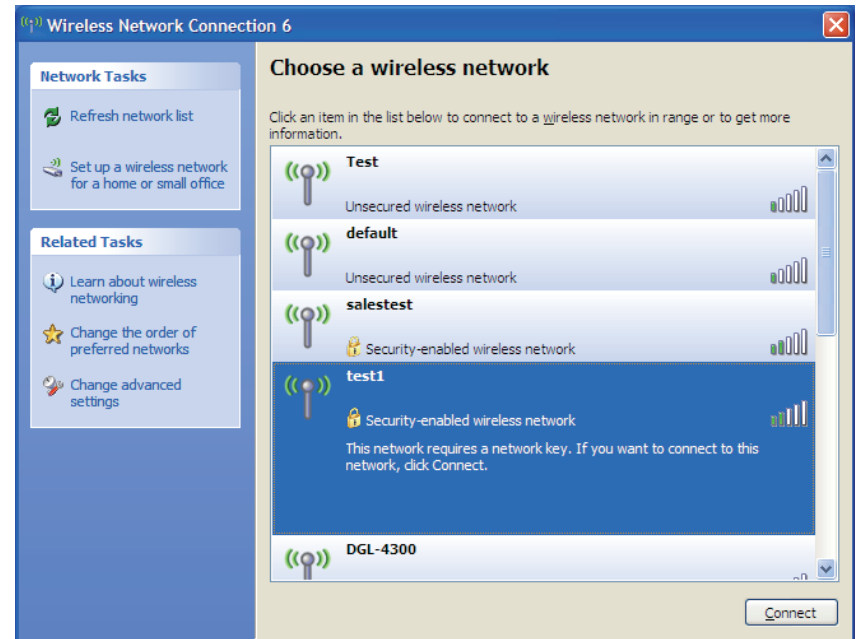 Wireless Network Connection 6
Network Tasks
Refresh network list
Set up a wireless network
for a home or small office
Related Tasks
Learn about wireless
networking
Change the order of
preferred networks
Change advanced
settings
Choose a wireless network
Click an item in the list below to connect to a wireless network in range or to get more
information.
Test
Unsecured wireless network
default
Unsecured wireless network
salestest
Security-enabled wireless network
test1
Security-enabled wireless network
This network requires a network key. If you want to connect to this
network, click Connect.
DGL-4300
Connect